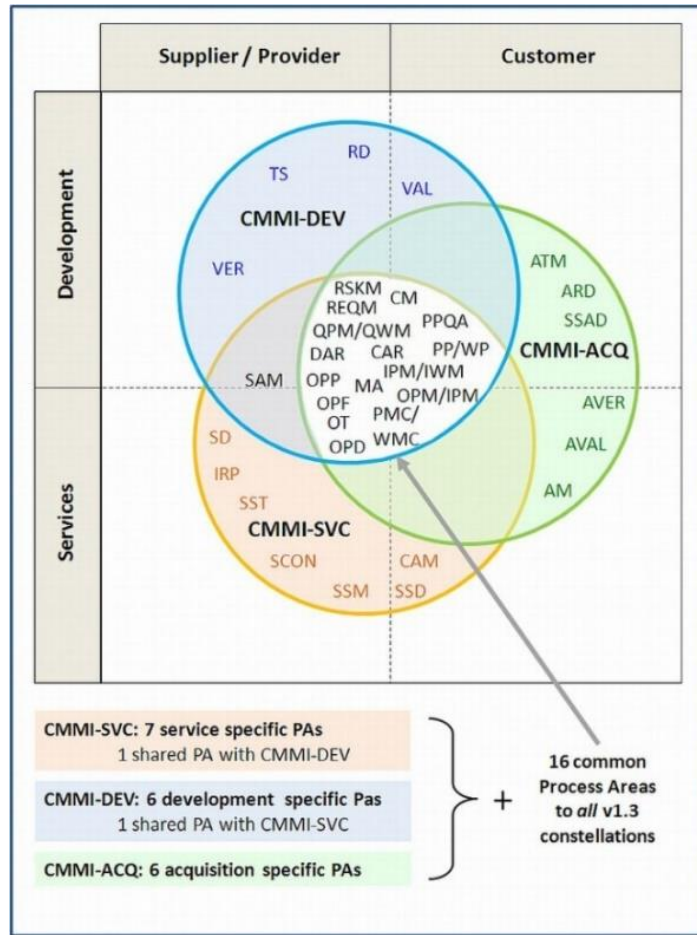 Supplier / Provider
Customer
Development
Services
RD
TS
VAL
CMMI-DEV
VER
ATM
ARD
SSAD
CMMI-ACQ
AVER
AVAL
AM
RSKM
CM
REQM
PPQA
QPM/QWM
DAR
CAR
PP/WP
IPM/IWM
OPP
MA
OPM/IPM
OPF
PMC/
OT
WMC
OPD
SAM
SD
IRP
SST
CMMI-SVC
SCON
CAM
SSM
SSD
CMMI-SVC: 7 service specific PAs
1 shared PA with CMMI-DEV
CMMI-DEV: 6 development specific Pas
1 shared PA with CMMI-SVC
CMMI-ACQ: 6 acquisition specific PAs
+
16 common
Process Areas
to all v1.3
constellations